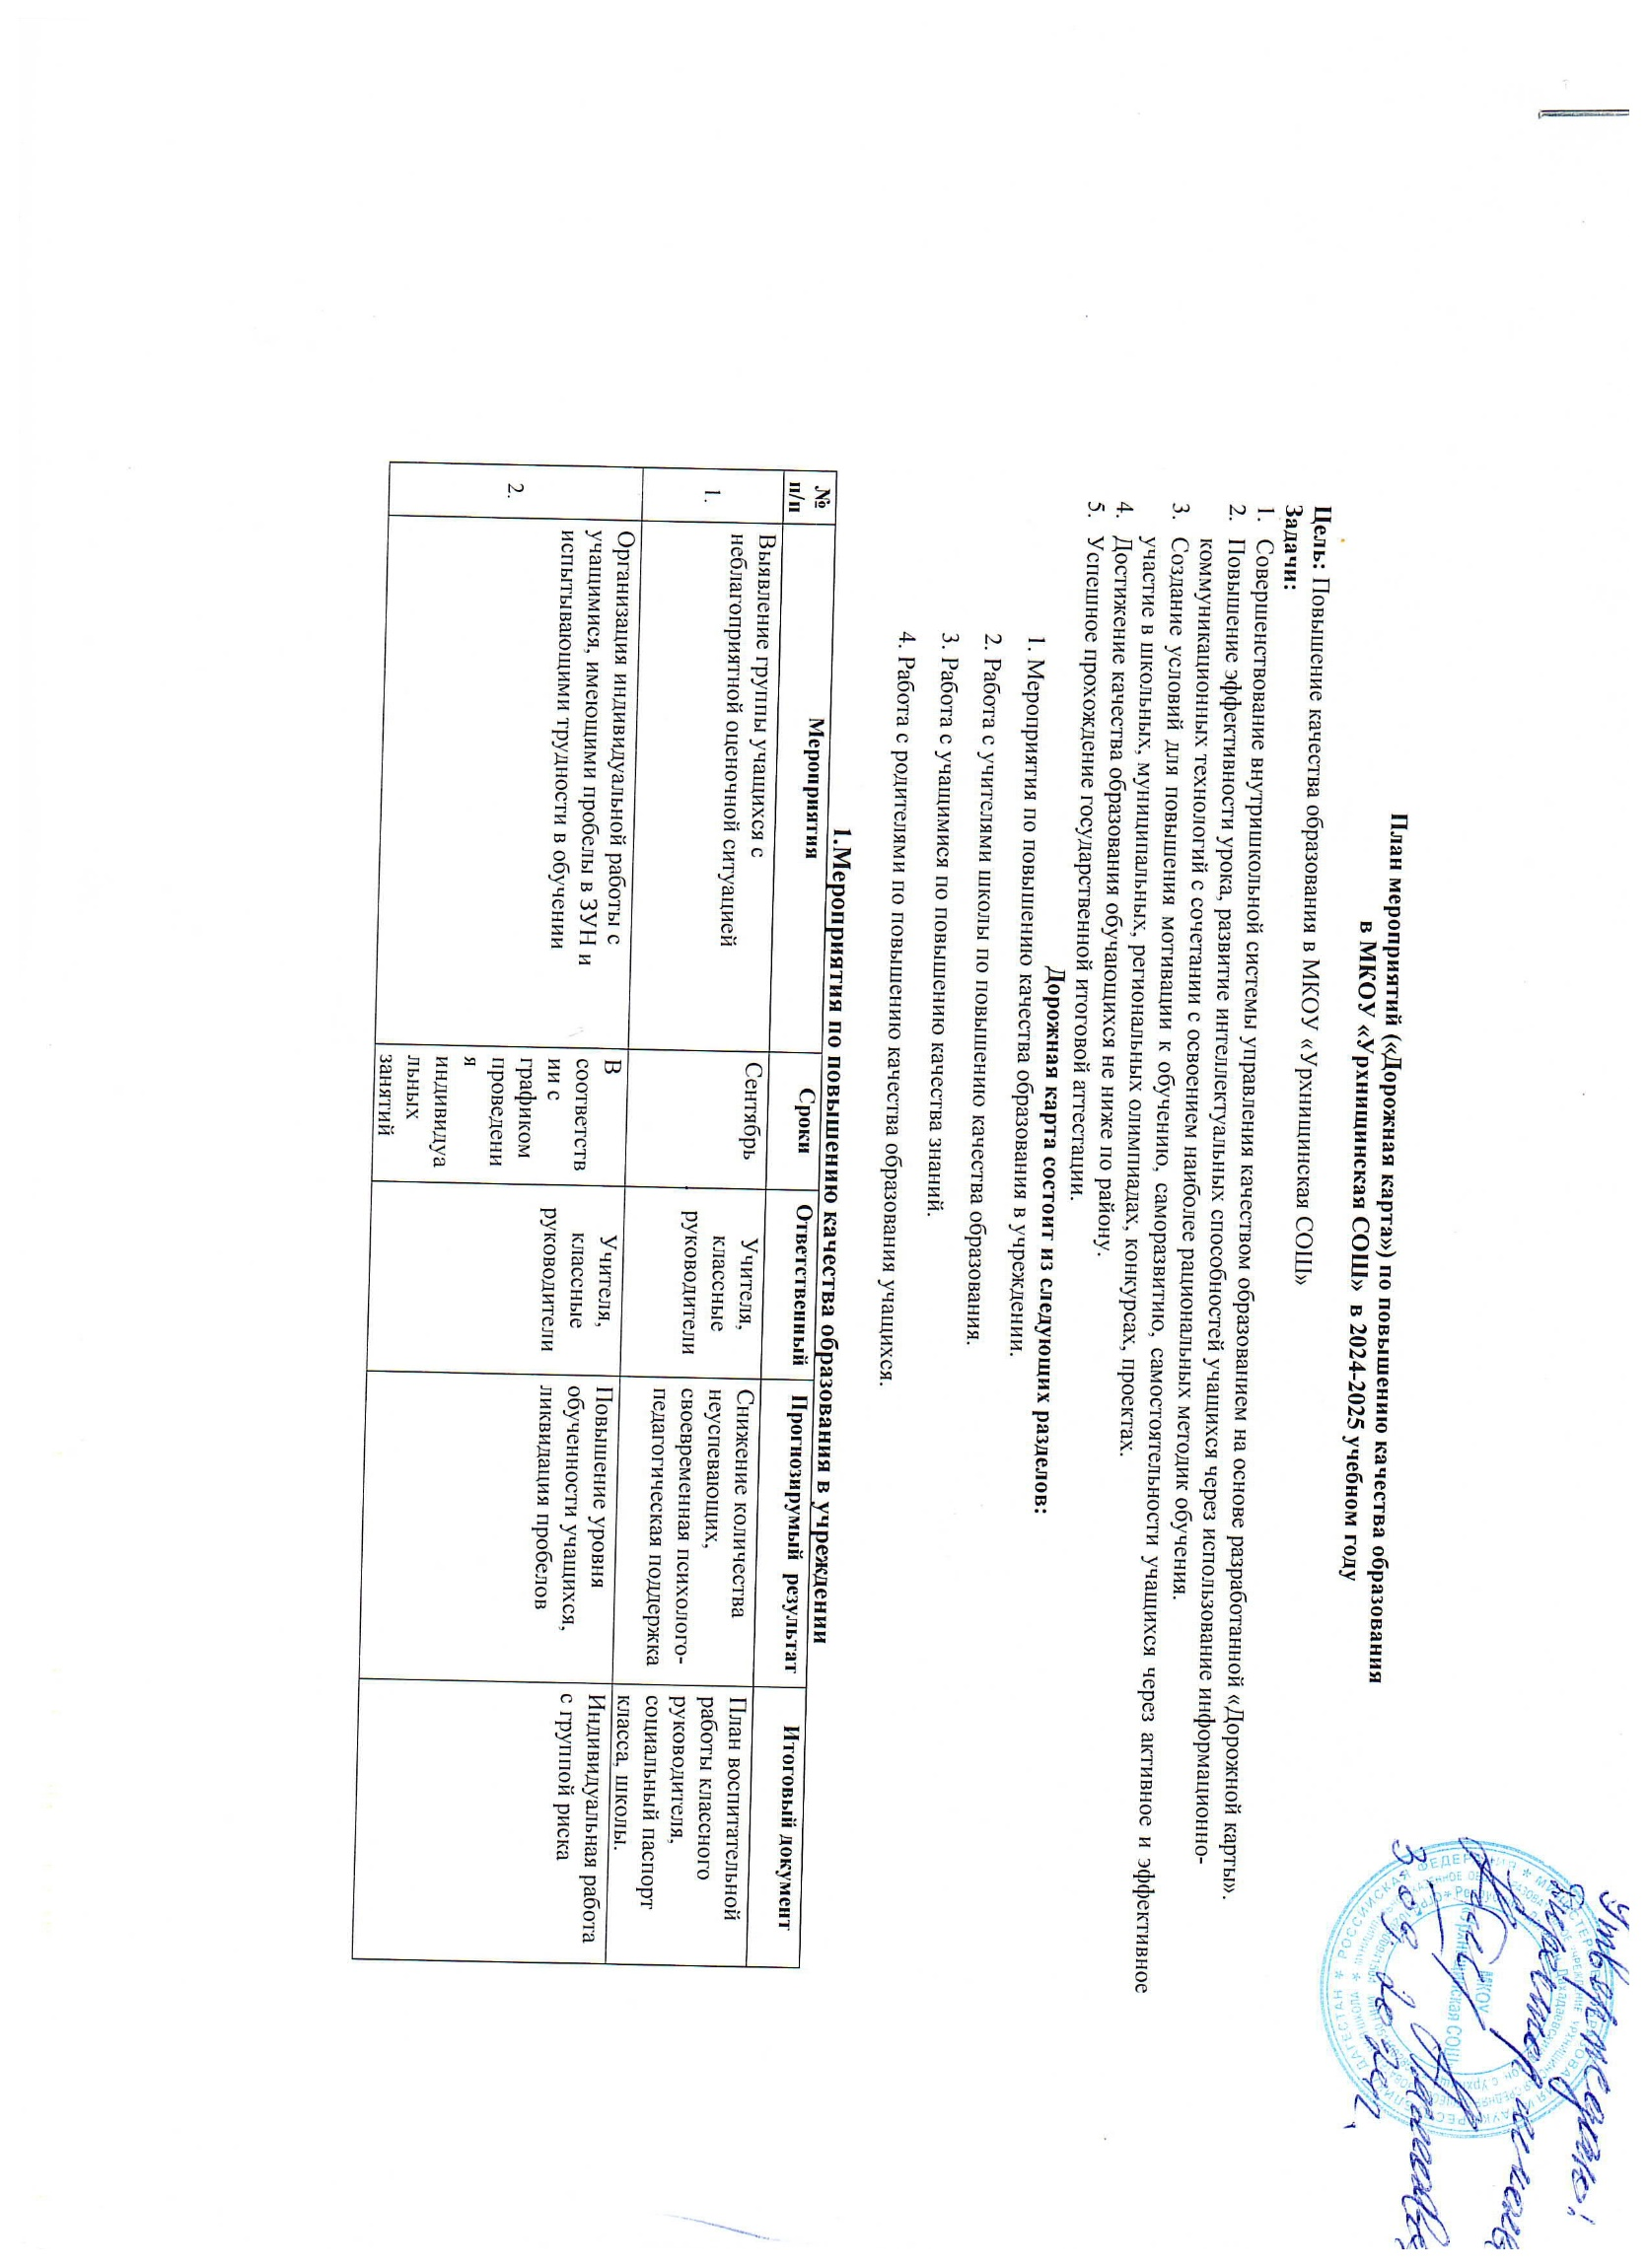 Утверждаю!
Директор школы
План мероприятий («Дорожная карта») по повышению качества образования
в МКОУ «Урхнищинская СОШ» в 2024-2025 учебном году
Цель: Повышение качества образования в МКОУ «Урхнищинская СОШ»
Задачи:
1. Совершенствование внутришкольной системы управления качеством образованием на основе разработанной «Дорожной карты».
2. Повышение эффективности урока, развитие интеллектуальных способностей учащихся через использование информационно-
коммуникационных технологий с сочетании с освоением наиболее рациональных методик обучения.
3. Создание условий для повышения мотивации к обучению, саморазвитию, самостоятельности учащихся через активное и эффективное
участие в школьных, муниципальных, региональных олимпиадах, конкурсах, проектах.
4. Достижение качества образования обучающихся не ниже по району.
5. Успешное прохождение государственной итоговой аттестации.
Дорожная карта состоит из следующих разделов:
1. Мероприятия по повышению качества образования в учреждении.
2. Работа с учителями школы по повышению качества образования.
3. Работа с учащимися по повышению качества знаний.
4. Работа с родителями по повышению качества образования учащихся.
1.Мероприятия по повышению качества образования в учреждении
№ п/п Мероприятия Сроки Ответственный Прогнозирумый результат Итоговый документ
1.
Выявление группы учащихся с
неблагоприятной оценочной ситуацией
Сентябрь
Учителя,
классные
руководители
Снижение количества
неуспевающих,
своевременная психолого-
педагогическая поддержка
План воспитательной
работы классного
руководителя,
социальный паспорт
класса, школы.
2.
Организация индивидуальной работы с
учащимися, имеющими пробелы в ЗУН и
испытывающими трудности в обучении
В
соответств
ии с
графиком
проведени
я
индивидуа
льных
занятий
Учителя,
классные
руководители
Повышение уровня
обученности учащихся,
ликвидация пробелов
Индивидуальная работа
с группой риска
МКОУ
РОССИЙСКАЯ ФЕДЕРАЦИЯ